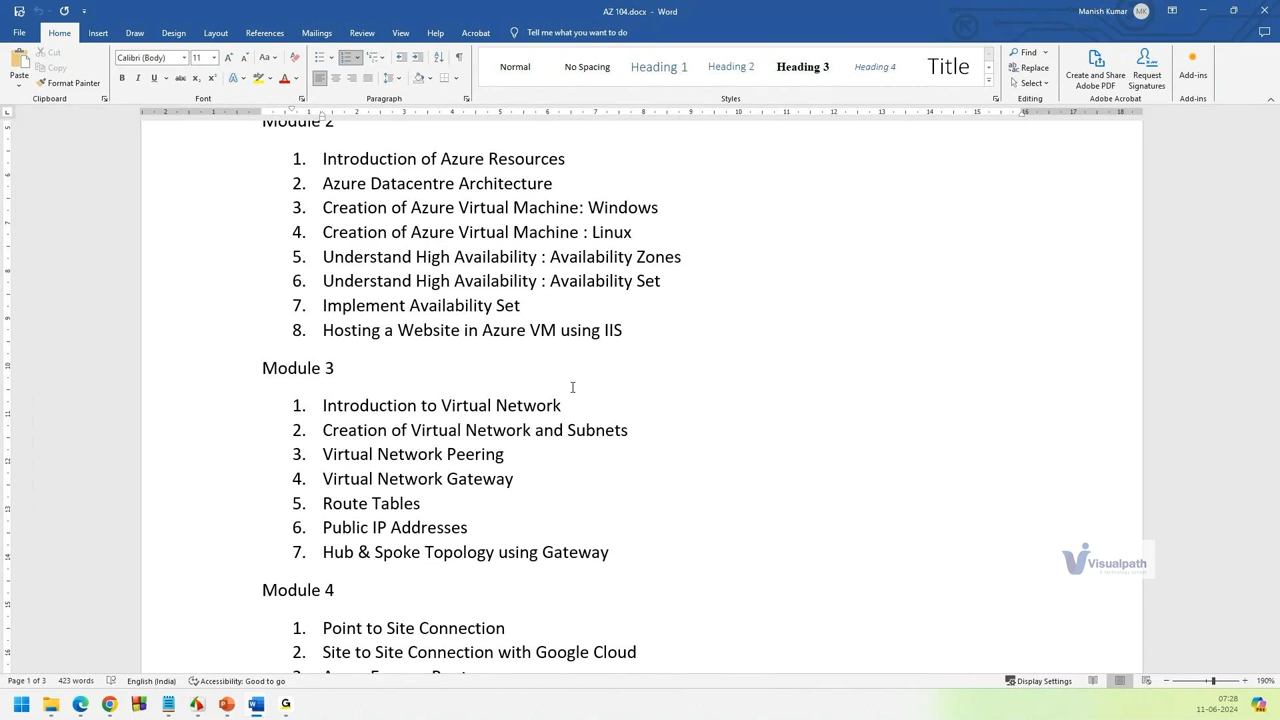 AZ 104.docx - Word
Manish Kumar MK
File Home Insert Draw Design Layout References Mailings Review View Help Acrobat Tell me what you want to do
Paste
Cut
Copy
Format Painter
Clipboard
Calibri (Body) 11
Font
Paragraph
Normal No Spacing Heading 1 Heading 2 Heading 3 Heading 4 Title
Styles
Find
Replace
Select
Editing
Create and Share Adobe PDF
Request Signatures
Adobe Acrobat
Add-ins
Add-ins
Module 2
1. Introduction of Azure Resources
2. Azure Datacentre Architecture
3. Creation of Azure Virtual Machine: Windows
4. Creation of Azure Virtual Machine : Linux
5. Understand High Availability : Availability Zones
6. Understand High Availability : Availability Set
7. Implement Availability Set
8. Hosting a Website in Azure VM using IIS
Module 3
1. Introduction to Virtual Network
2. Creation of Virtual Network and Subnets
3. Virtual Network Peering
4. Virtual Network Gateway
5. Route Tables
6. Public IP Addresses
7. Hub & Spoke Topology using Gateway
Visualpath
Module 4
1. Point to Site Connection
2. Site to Site Connection with Google Cloud
Page 1 of 3 423 words English (India) Accessibility: Good to go Display Settings 190%
07:28
11-06-2024